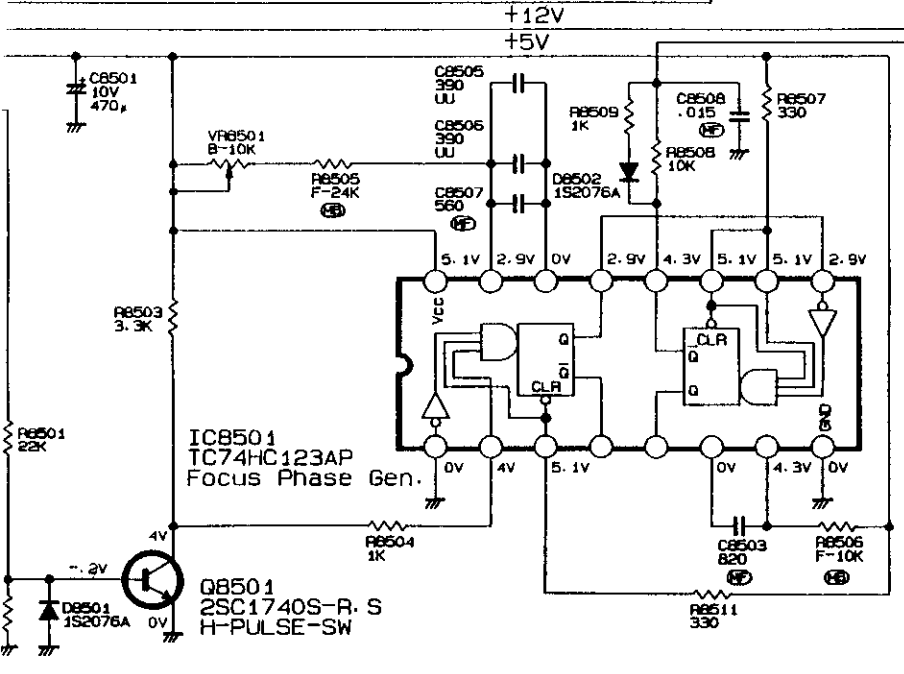 +12V
+5V
C8501
10V
470μ
C8505
390
UU
C8506
390
UU
C8507
560
MF
VR8501
B-10K
R8505
F-24K
MB
R8509
1K
C8508
.015
MF
R8508
10K
R8507
330
D8502
1S2076A
5.1V 2.9V 0V 2.9V 4.3V 5.1V 5.1V 2.9V
R8503
3.3K
Vcc
Q
Q̅
CLR
CLR
Q̅
Q
GND
R8501
22K
IC8501
TC74HC123AP
Focus Phase Gen.
0V 4V 5.1V 0V 4.3V 0V
4V
R8504
1K
C8503
820
MF
R8506
F-10K
MB
-.2V
D8501
1S2076A
0V
Q8501
2SC1740S-R.S
H-PULSE-SW
R8511
330